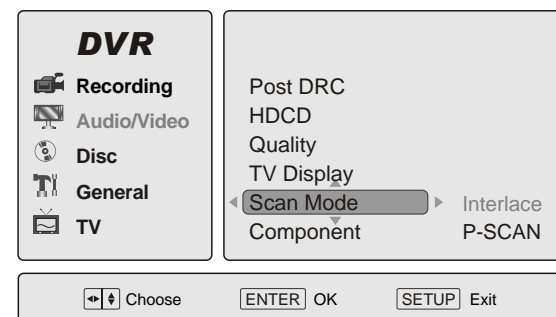 DVR
Recording
Audio/Video
Disc
General
TV
Post DRC
HDCD
Quality
TV Display
Scan Mode
Component
Interlace
P-SCAN
Choose
ENTER OK
SETUP Exit